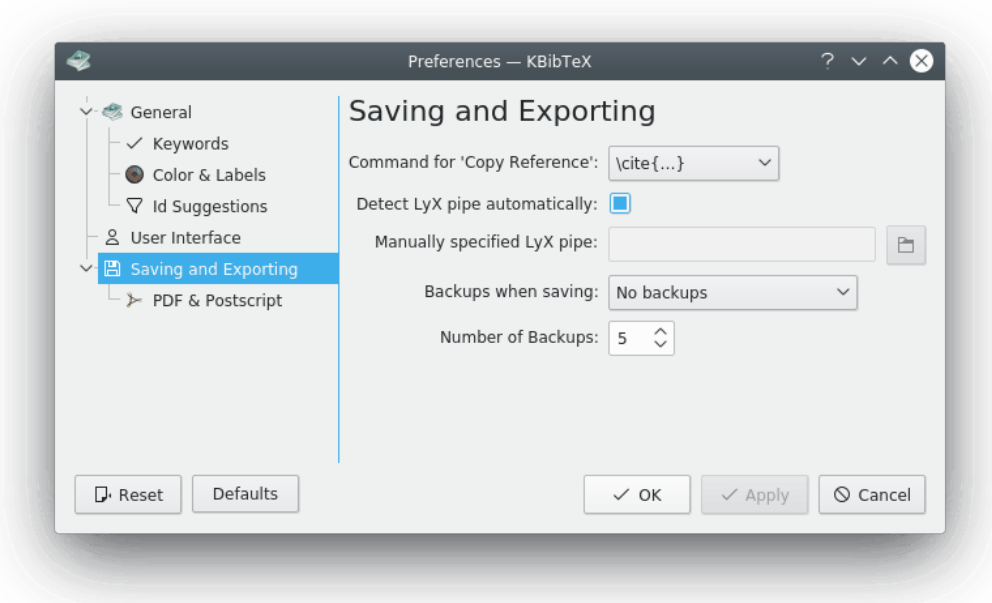 Preferences — KBibTeX
General
Keywords
Color & Labels
Id Suggestions
User Interface
Saving and Exporting
PDF & Postscript
Saving and Exporting
Command for 'Copy Reference': \cite{...}
Detect LyX pipe automatically:
Manually specified LyX pipe:
Backups when saving: No backups
Number of Backups: 5
Reset Defaults OK Apply Cancel